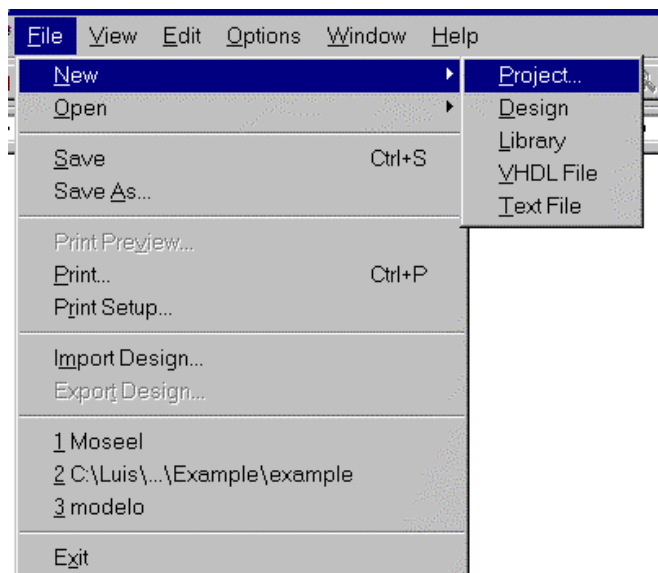 File View Edit Options Window Help
New
Open
Save Ctrl+S
Save As...
Print Preview...
Print... Ctrl+P
Print Setup...
Import Design...
Export Design...
1 Moseel
2 C:\Luis\...\Example\example
3 modelo
Exit
Project...
Design
Library
VHDL File
Text File